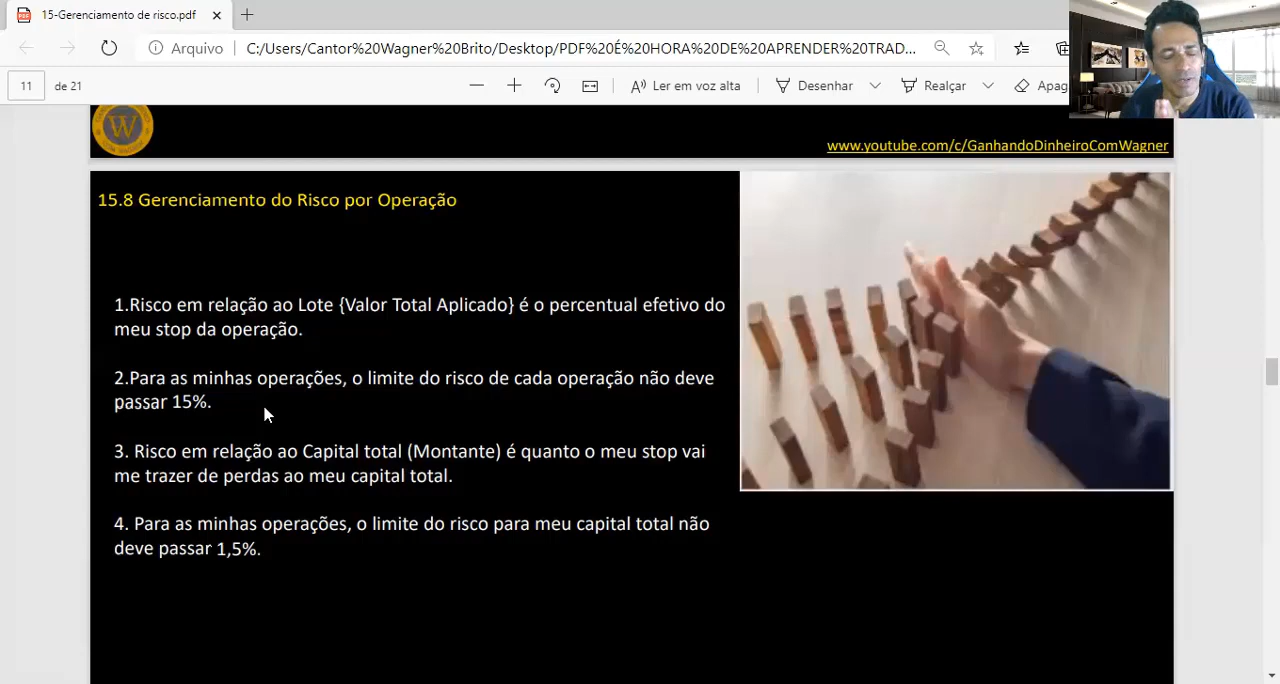 15-Gerenciamento de risco.pdf
Arquivo
C:/Users/Cantor%20Wagner%20Brito/Desktop/PDF%20É%20HORA%20DE%20APRENDER%20TRAD...
11 de 21
Ler em voz alta
Desenhar
Realçar
Apag
W
www.youtube.com/c/GanhandoDinheiroComWagner
15.8 Gerenciamento do Risco por Operação
1.Risco em relação ao Lote {Valor Total Aplicado} é o percentual efetivo do
meu stop da operação.
2.Para as minhas operações, o limite do risco de cada operação não deve
passar 15%.
3. Risco em relação ao Capital total (Montante) é quanto o meu stop vai
me trazer de perdas ao meu capital total.
4. Para as minhas operações, o limite do risco para meu capital total não
deve passar 1,5%.